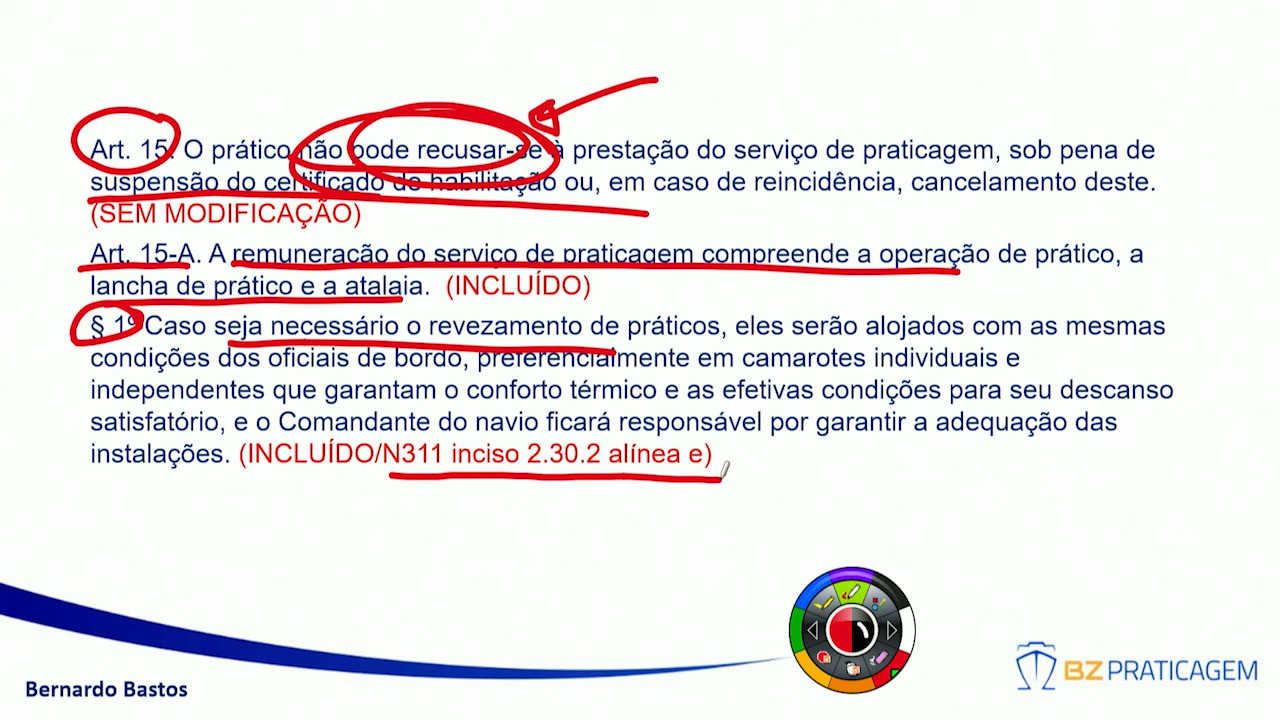 Art. 15. O prático não pode recusar-se à prestação do serviço de praticagem, sob pena de
suspensão do certificado de habilitação ou, em caso de reincidência, cancelamento deste.
(SEM MODIFICAÇÃO)
Art. 15-A. A remuneração do serviço de praticagem compreende a operação de prático, a
lancha de prático e a atalaia. (INCLUÍDO)
§ 1º Caso seja necessário o revezamento de práticos, eles serão alojados com as mesmas
condições dos oficiais de bordo, preferencialmente em camarotes individuais e
independentes que garantam o conforto térmico e as efetivas condições para seu descanso
satisfatório, e o Comandante do navio ficará responsável por garantir a adequação das
instalações. (INCLUÍDO/N311 inciso 2.30.2 alínea e)
Bernardo Bastos
BZPRATICAGEM